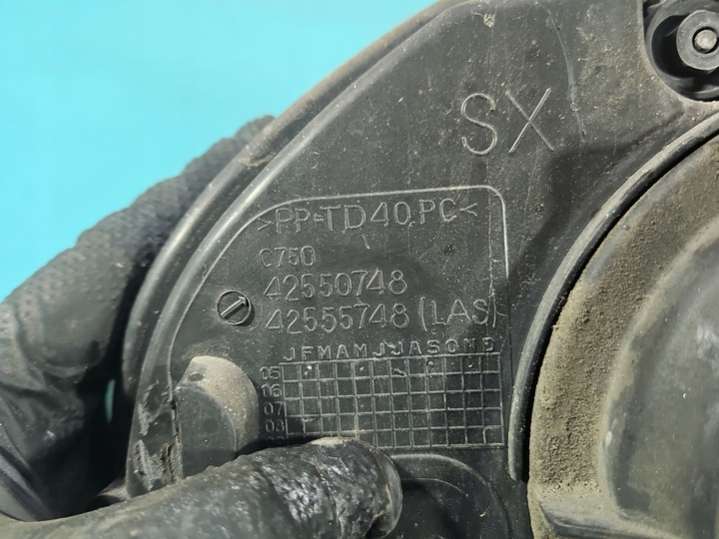 SX
>PP-TD40,PC<
C750
42550748
42555748 (LAS)
JFMAMJJASOND
05
06
07
08